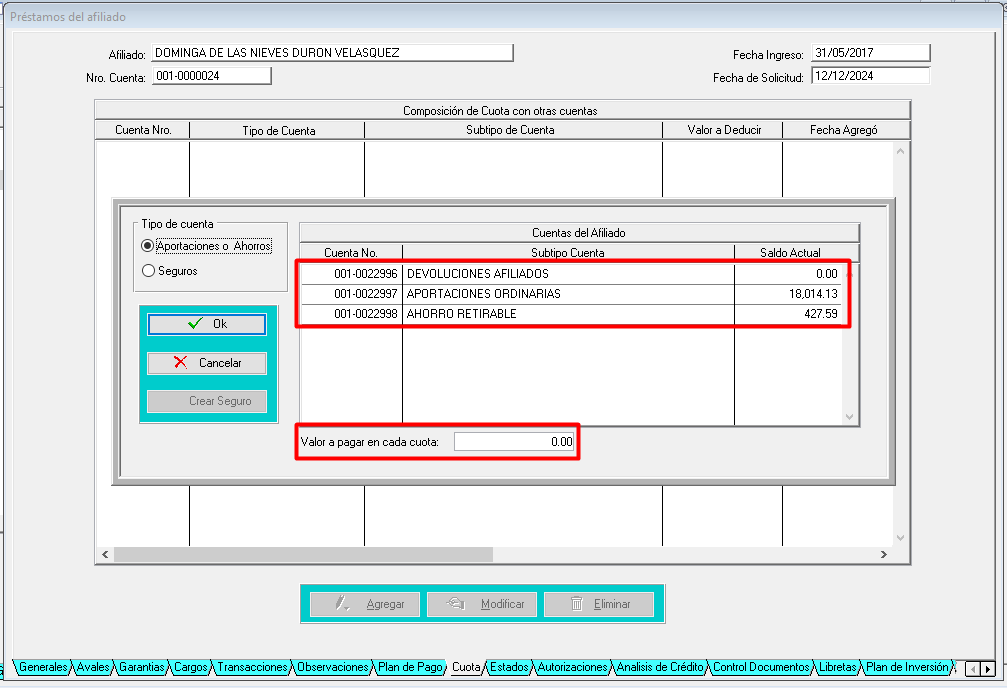 Préstamos del afiliado
Afiliado: DOMINGA DE LAS NIEVES DURON VELASQUEZ Fecha Ingreso: 31/05/2017
Nro. Cuenta: 001-0000024 Fecha de Solicitud: 12/12/2024
Composición de Cuota con otras cuentas
Cuenta Nro. Tipo de Cuenta Subtipo de Cuenta Valor a Deducir Fecha Agregó
Tipo de cuenta
Aportaciones o Ahorros
Seguros
Ok
Cancelar
Crear Seguro
Cuentas del Afiliado
Cuenta No. Subtipo Cuenta Saldo Actual
001-0022996 DEVOLUCIONES AFILIADOS 0.00
001-0022997 APORTACIONES ORDINARIAS 18,014.13
001-0022998 AHORRO RETIRABLE 427.59
Valor a pagar en cada cuota: 0.00
Agregar Modificar Eliminar
Generales Avales Garantias Cargos Transacciones Observaciones Plan de Pago Cuota Estados Autorizaciones Analisis de Crédito Control Documentos Libretas Plan de Inversión